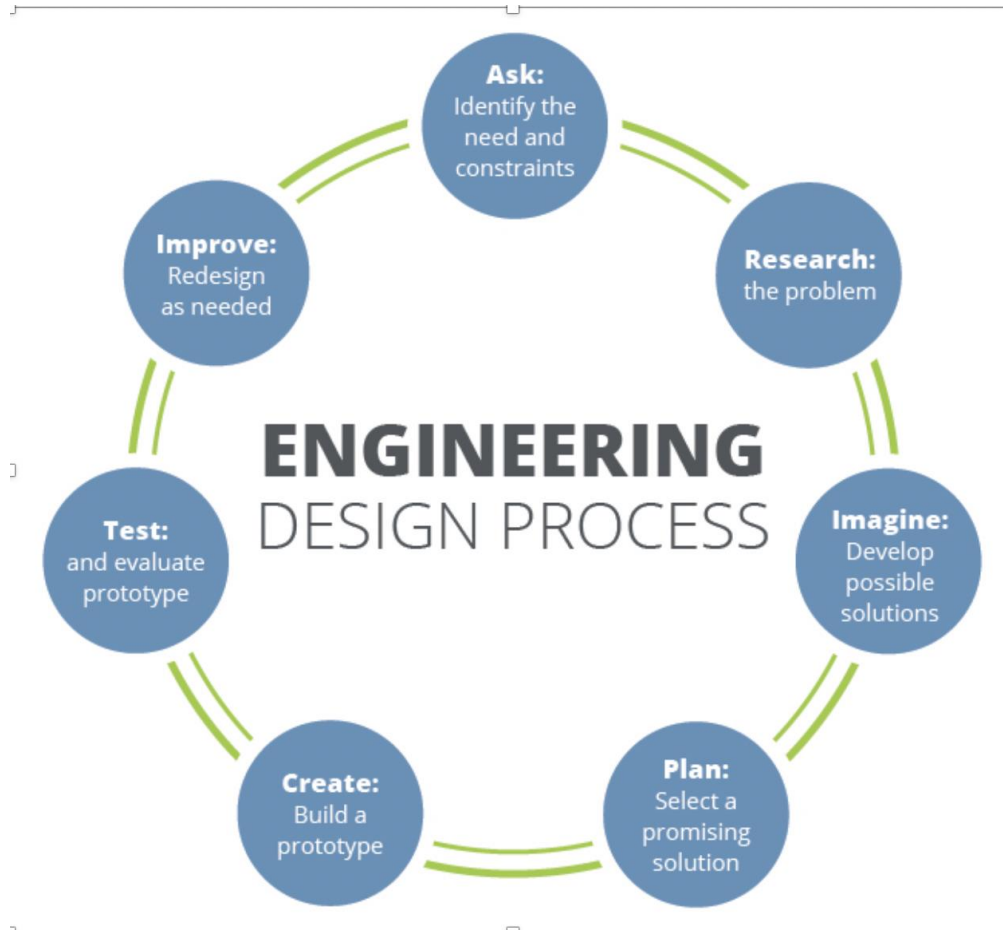 Ask:
Identify the
need and
constraints
Research:
the problem
Imagine:
Develop
possible
solutions
Plan:
Select a
promising
solution
Create:
Build a
prototype
Test:
and evaluate
prototype
Improve:
Redesign
as needed
ENGINEERING
DESIGN PROCESS